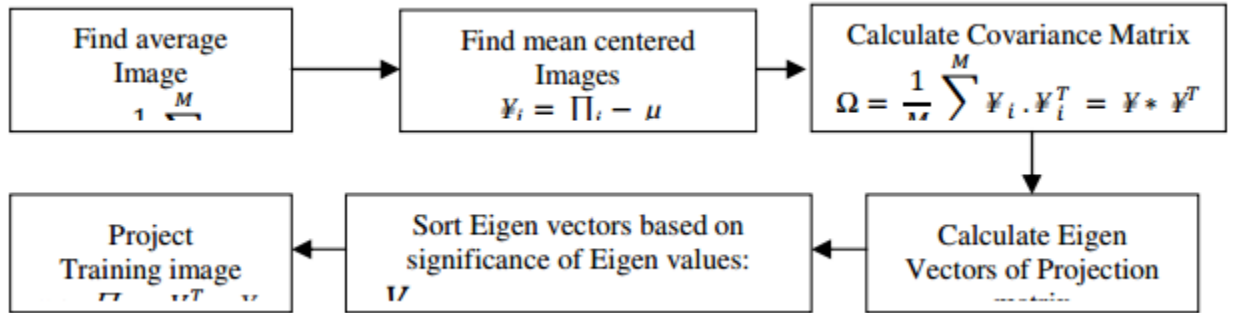 Find average
Image
Find mean centered
Images
¥ᵢ = ∏ᵢ − μ
Calculate Covariance Matrix
Ω = 1/M ∑ᴹ ¥ᵢ . ¥ᵢᵀ = ¥ * ¥ᵀ
Calculate Eigen
Vectors of Projection
Sort Eigen vectors based on
significance of Eigen values:
Project
Training image